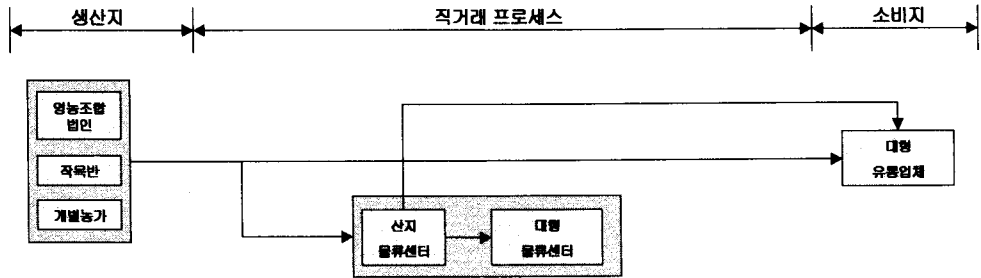 생산지
직거래 프로세스
소비지
영농조합
법인
작목반
개별농가
대형
유통업체
산지
물류센터
대형
물류센터